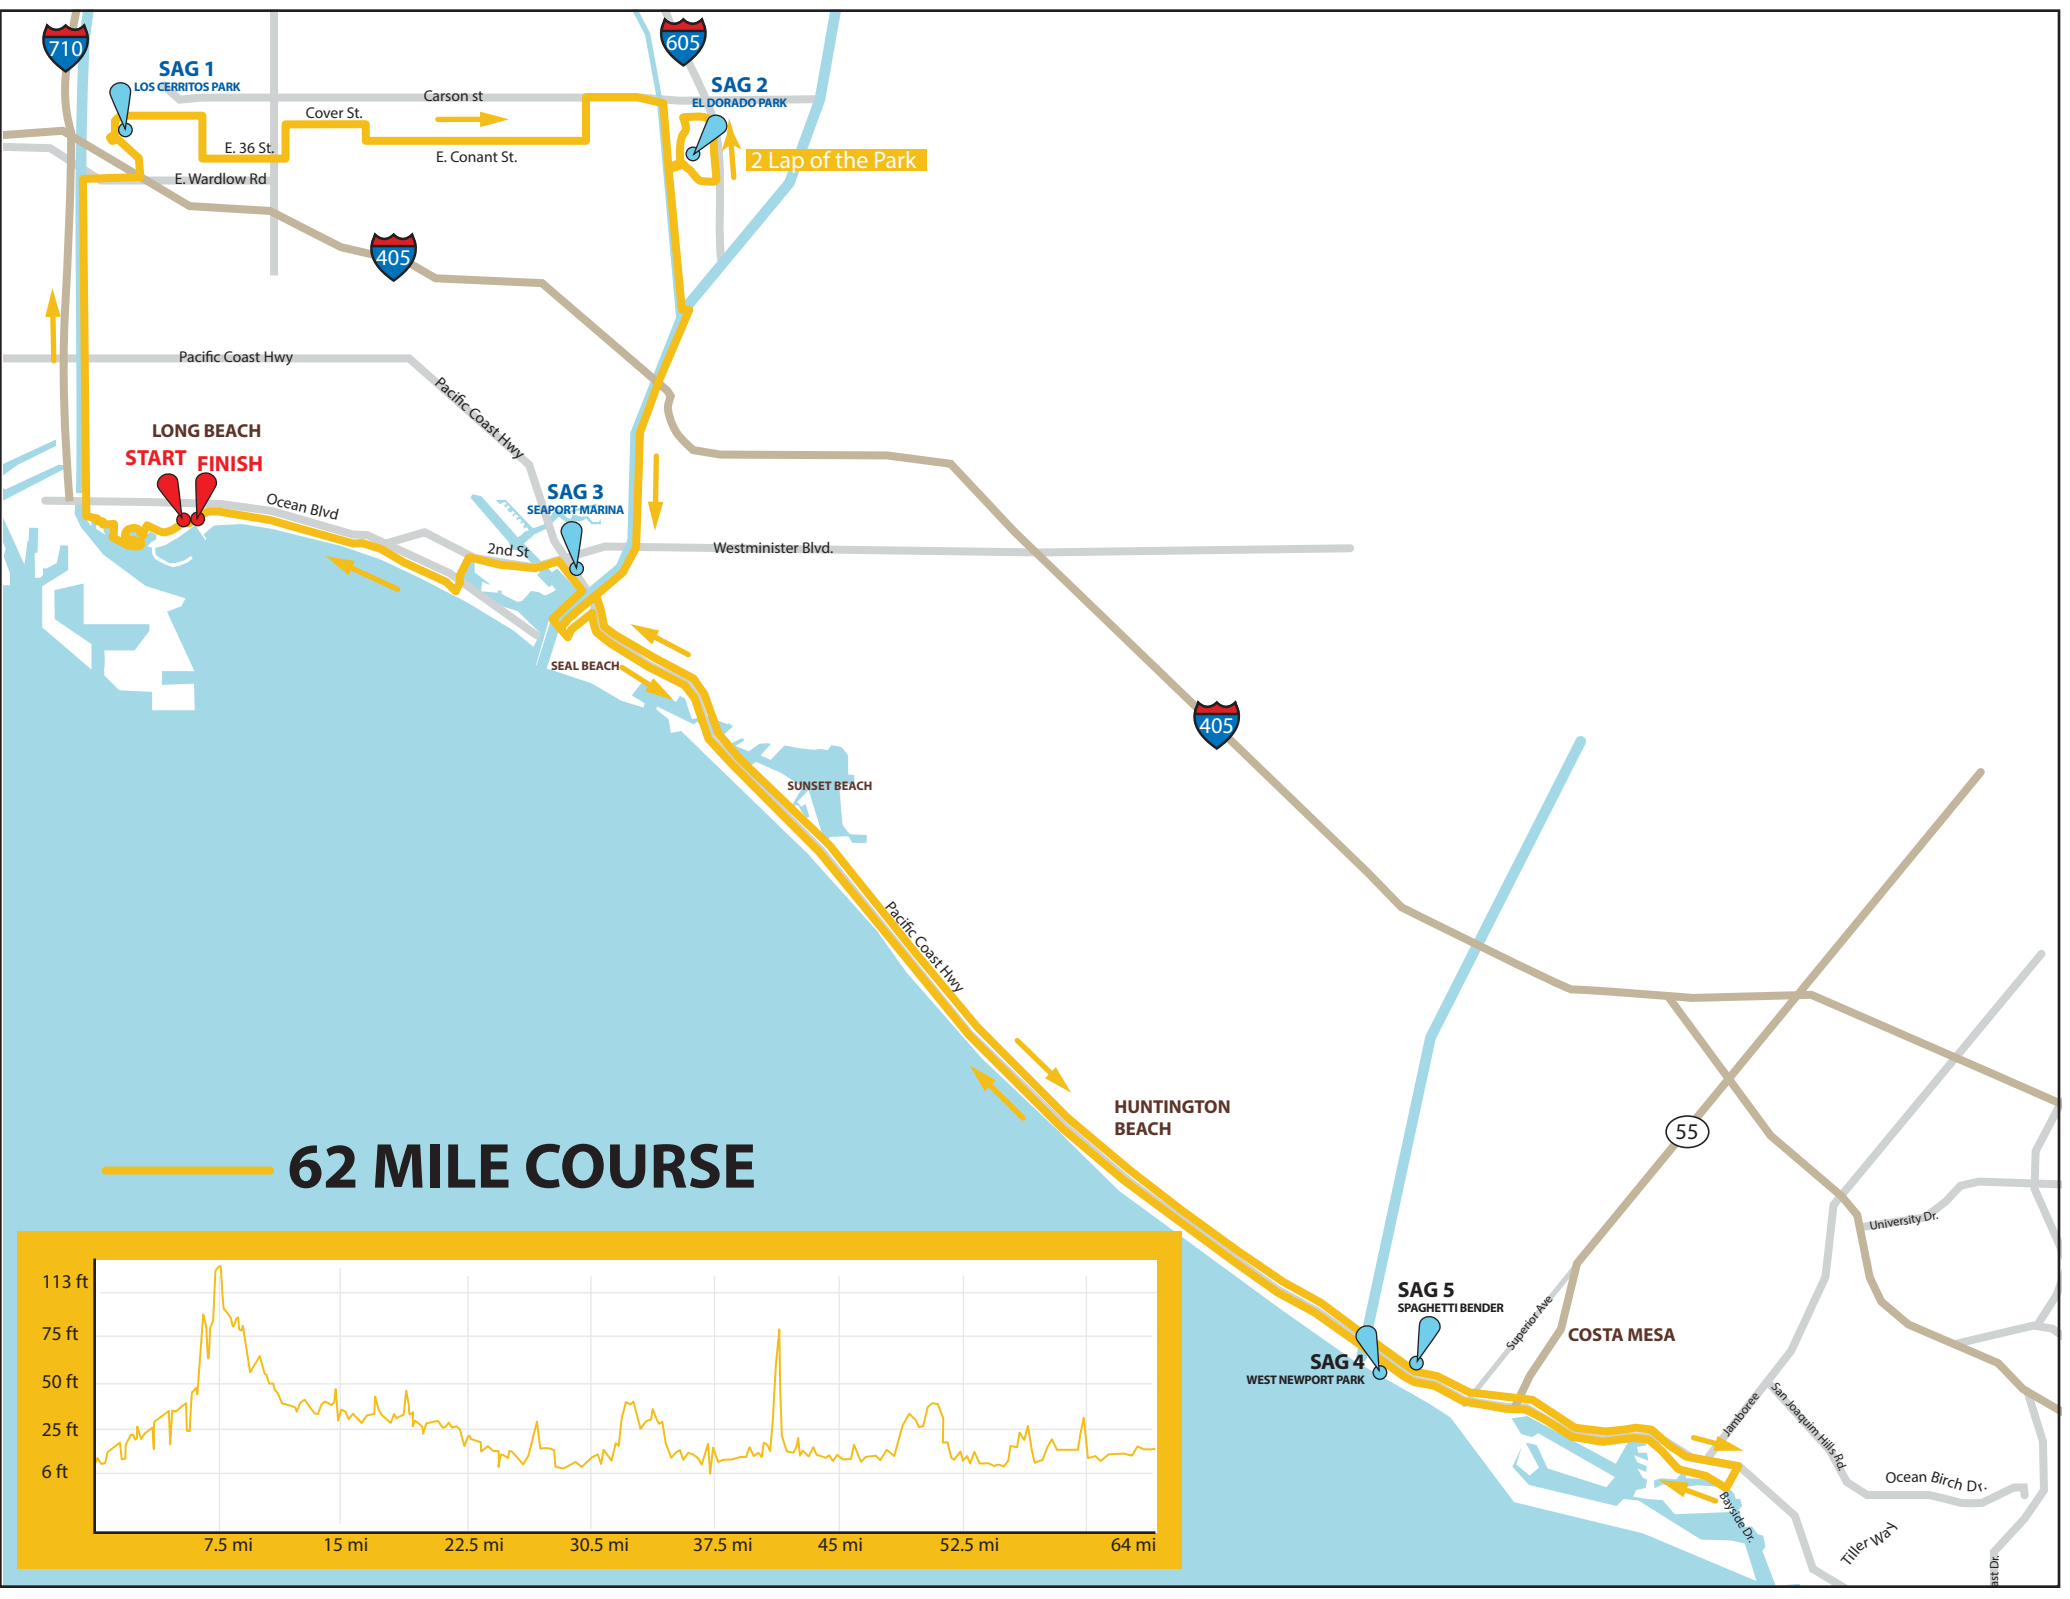 710
605
SAG 1
LOS CERRITOS PARK
SAG 2
EL DORADO PARK
Carson st
Cover St.
E. 36 St.
E. Conant St.
2 Lap of the Park
E. Wardlow Rd
405
Pacific Coast Hwy
Pacific Coast Hwy
LONG BEACH
START
FINISH
Ocean Blvd
SAG 3
SEAPORT MARINA
2nd St
Westminister Blvd.
SEAL BEACH
405
SUNSET BEACH
Pacific Coast Hwy
HUNTINGTON
BEACH
55
62 MILE COURSE
University Dr.
SAG 5
SPAGHETTI BENDER
Superior Ave
COSTA MESA
SAG 4
WEST NEWPORT PARK
Jamboree
San Joaquim Hills Rd.
Ocean Birch Dr.
Bayside Dr.
Tiller Way
ast Dr.
113 ft
75 ft
50 ft
25 ft
6 ft
7.5 mi
15 mi
22.5 mi
30.5 mi
37.5 mi
45 mi
52.5 mi
64 mi